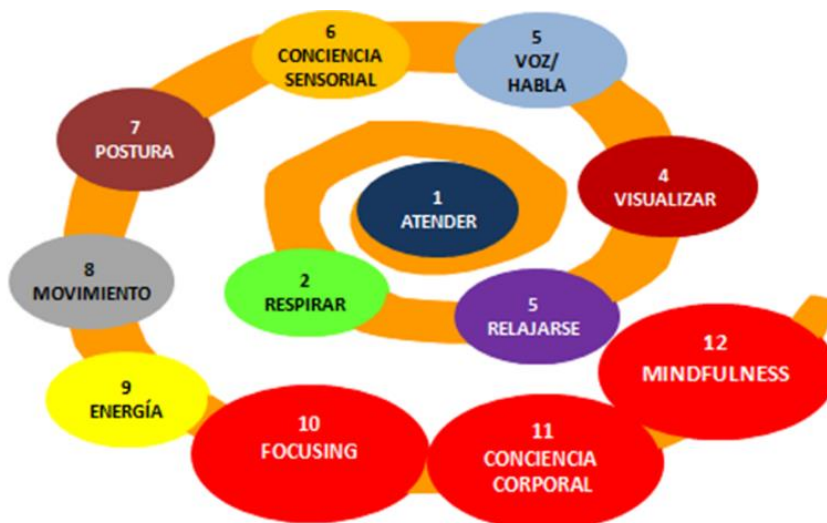 6
CONCIENCIA
SENSORIAL
5
VOZ/
HABLA
7
POSTURA
1
ATENDER
4
VISUALIZAR
8
MOVIMIENTO
2
RESPIRAR
5
RELAJARSE
12
MINDFULNESS
9
ENERGÍA
10
FOCUSING
11
CONCIENCIA
CORPORAL